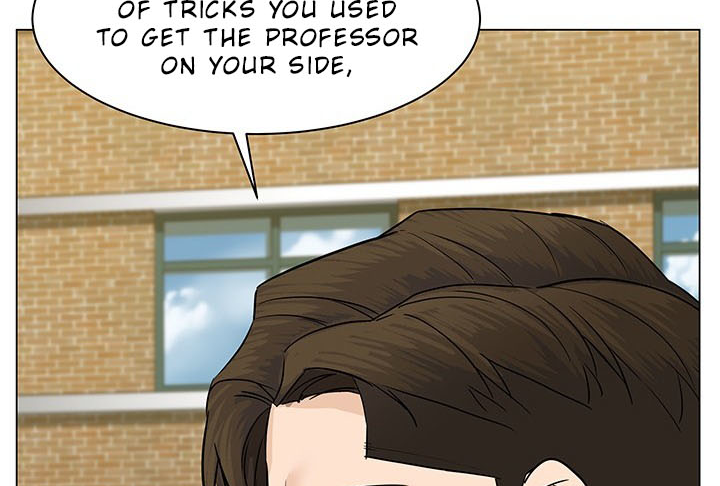 OF TRICKS YOU USED
TO GET THE PROFESSOR
ON YOUR SIDE,